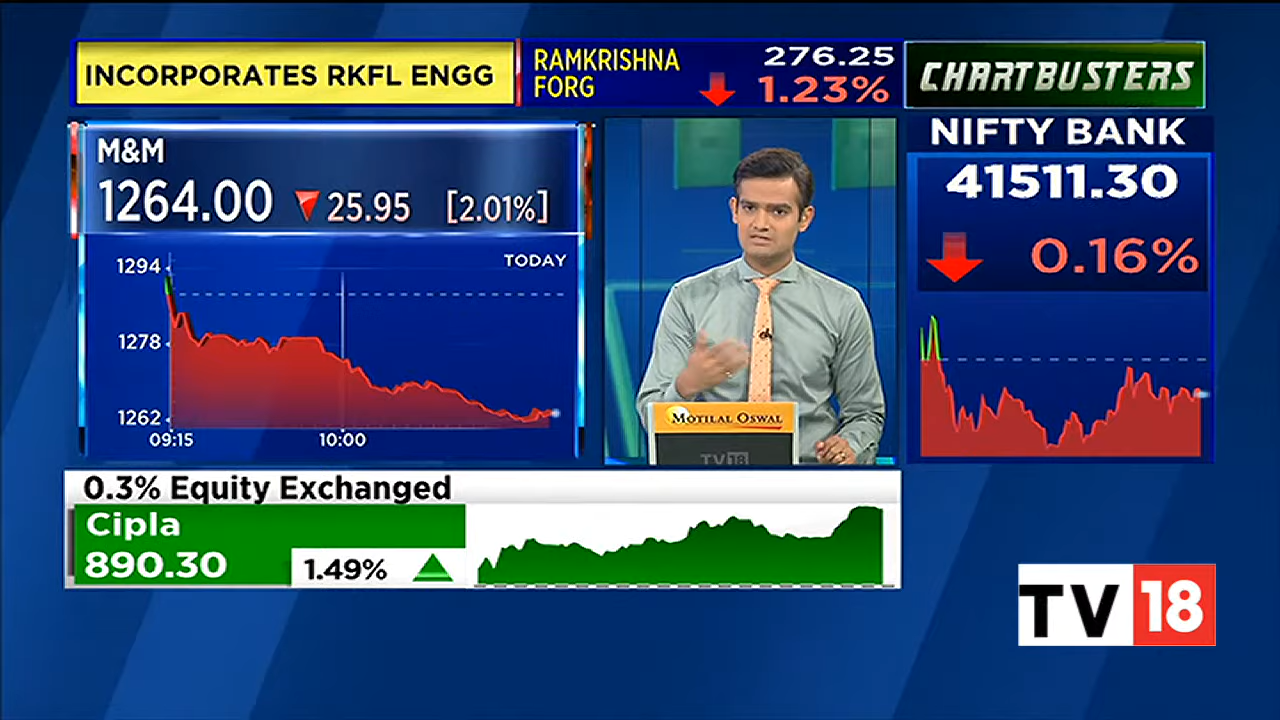 INCORPORATES RKFL ENGG
RAMKRISHNA
FORG
276.25
1.23%
CHARTBUSTERS
M&M
1264.00 25.95 [2.01%]
TODAY
1294
1278
1262
09:15 10:00
MOTILAL OSWAL
TV18
NIFTY BANK
41511.30
0.16%
0.3% Equity Exchanged
Cipla
890.30
1.49%
TV18